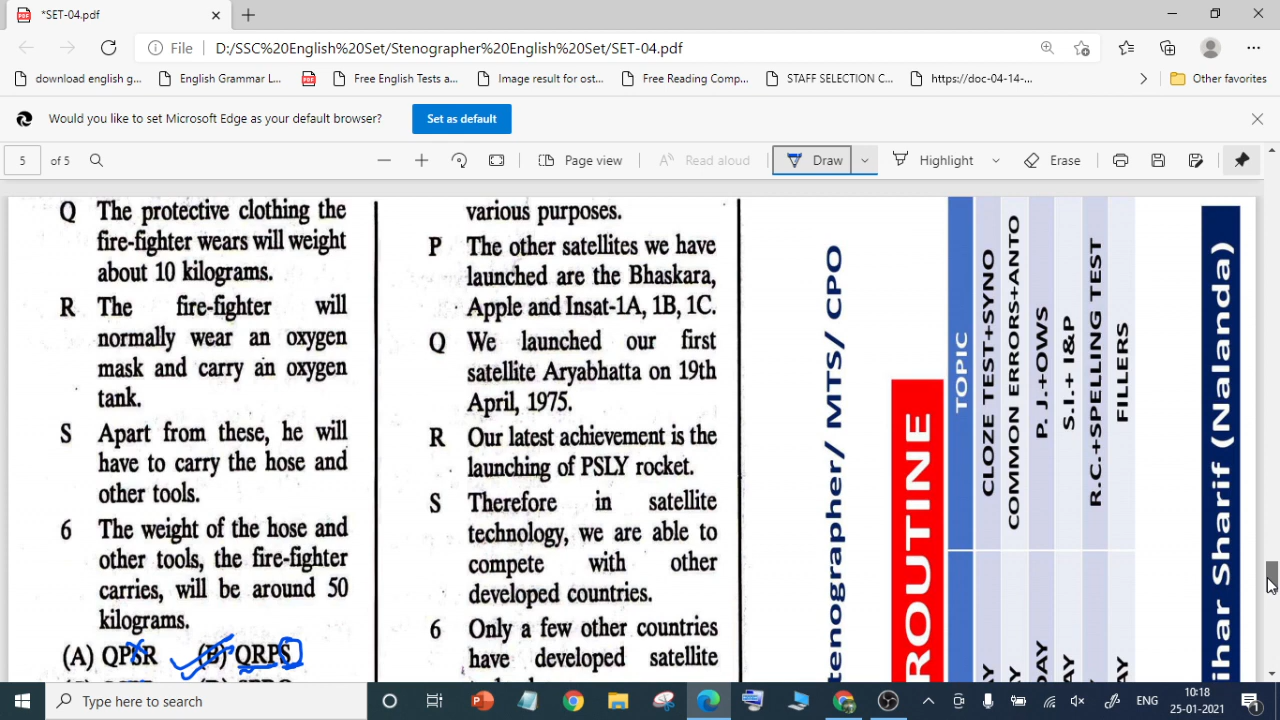 *SET-04.pdf
File
D:/SSC%20English%20Set/Stenographer%20English%20Set/SET-04.pdf
download english g...
English Grammar L...
Free English Tests a...
Image result for ost...
Free Reading Comp...
STAFF SELECTION C...
https://doc-04-14-...
Other favorites
Would you like to set Microsoft Edge as your default browser?
Set as default
5 of 5
Page view
Read aloud
Draw
Highlight
Erase
Q The protective clothing the
fire-fighter wears will weight
about 10 kilograms.
R The fire-fighter will
normally wear an oxygen
mask and carry an oxygen
tank.
S Apart from these, he will
have to carry the hose and
other tools.
6 The weight of the hose and
other tools, the fire-fighter
carries, will be around 50
kilograms.
(A) QPSR (B) QRPS
various purposes.
P The other satellites we have
launched are the Bhaskara,
Apple and Insat-1A, 1B, 1C.
Q We launched our first
satellite Aryabhatta on 19th
April, 1975.
R Our latest achievement is the
launching of PSLY rocket.
S Therefore in satellite
technology, we are able to
compete with other
developed countries.
6 Only a few other countries
have developed satellite
tenographer/ MTS/ CPO
ROUTINE
TOPIC
CLOZE TEST+SYNO
COMMON ERRORS+ANTO
P. J.+OWS
S.I.+ I&P
R.C.+SPELLING TEST
FILLERS
ihar Sharif (Nalanda)
Type here to search
ENG
10:18
25-01-2021